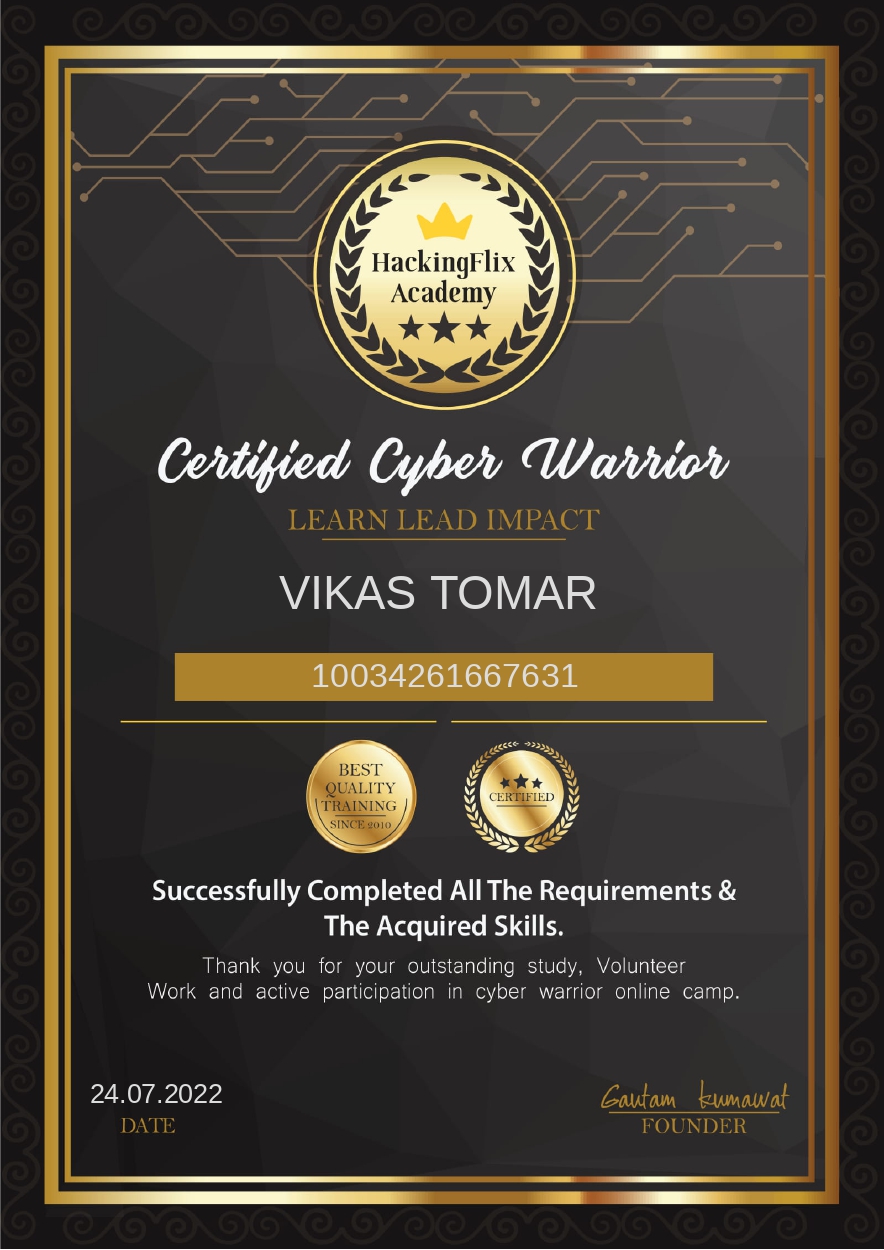 HackingFlix
Academy
Certified Cyber Warrior
LEARN LEAD IMPACT
VIKAS TOMAR
10034261667631
BEST
QUALITY
TRAINING
SINCE 2010
CERTIFIED
Successfully Completed All The Requirements &
The Acquired Skills.
Thank you for your outstanding study, Volunteer
Work and active participation in cyber warrior online camp.
24.07.2022
DATE
Gautam kumawat
FOUNDER